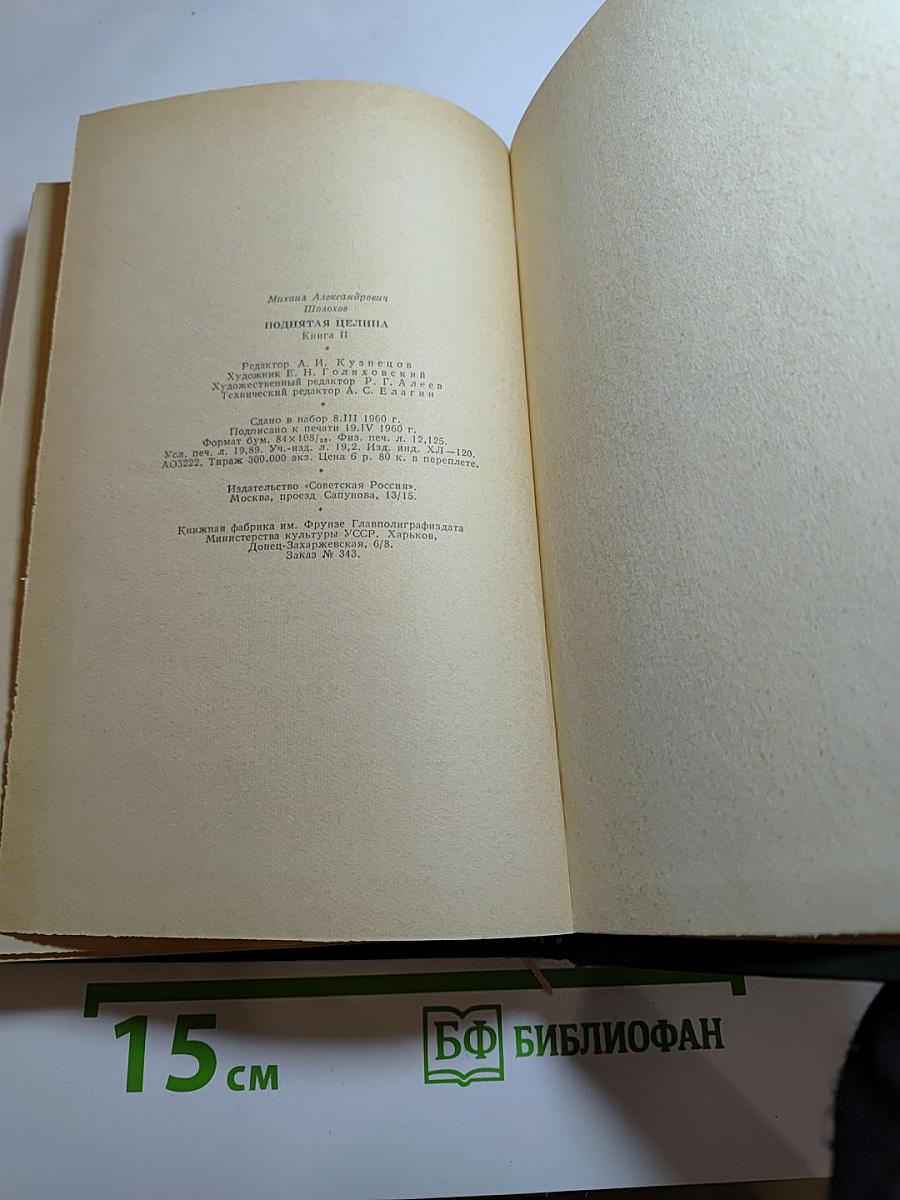 Михаил Александрович
Шолохов
ПОДНЯТАЯ ЦЕЛИНА
Книга II
Редактор А. И. Кузнецов
Художник Е. Н. Голяховский
Художественный редактор Р. Г. Алеев
Технический редактор А. С. Елагин
Сдано в набор 8.III 1960 г.
Подписано к печати 19.IV 1960 г.
Формат бум. 84×108/32. Физ. печ. л. 12,125.
Усл. печ. л. 19,89. Уч.-изд. л. 19,2. Изд. инд. ХЛ—120.
АО3222. Тираж 300.000 экз. Цена 6 р. 80 к. в переплете.
Издательство «Советская Россия».
Москва, проезд Сапунова, 13/15.
Книжная фабрика им. Фрунзе Главполиграфиздата
Министерства культуры УССР. Харьков,
Донец-Захаржевская, 6/8.
Заказ № 343.
15 см
БФ БИБЛИОФАН